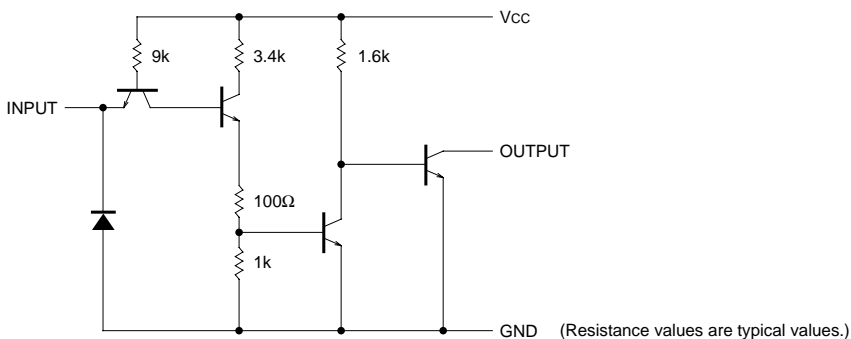 VCC
9k
3.4k
1.6k
INPUT
OUTPUT
100Ω
1k
GND (Resistance values are typical values.)